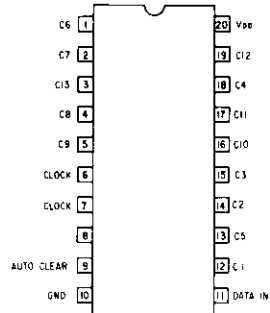 C6 1 20 VDD
C7 2 19 C12
C13 3 18 C4
C8 4 17 C11
C9 5 16 C10
CLOCK 6 15 C3
CLOCK 7 14 C2
8 13 C5
AUTO CLEAR 9 12 C1
GND 10 11 DATA IN